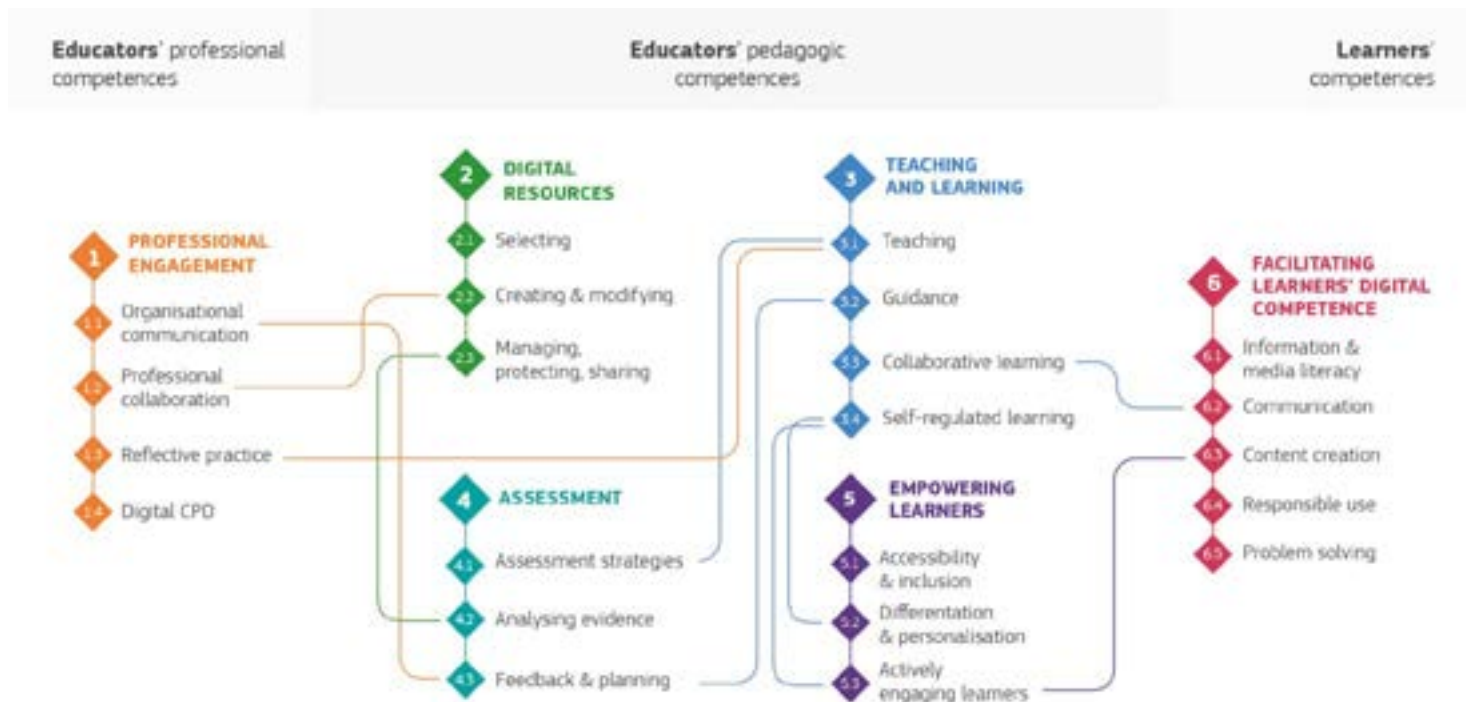 Educators' professional
competences
Educators' pedagogic
competences
Learners'
competences
1
PROFESSIONAL
ENGAGEMENT
1.1
Organisational
communication
1.2
Professional
collaboration
1.3
Reflective practice
1.4
Digital CPD
2
DIGITAL
RESOURCES
2.1
Selecting
2.2
Creating & modifying
2.3
Managing,
protecting, sharing
4
ASSESSMENT
4.1
Assessment strategies
4.2
Analysing evidence
4.3
Feedback & planning
3
TEACHING
AND LEARNING
3.1
Teaching
3.2
Guidance
3.3
Collaborative learning
3.4
Self-regulated learning
5
EMPOWERING
LEARNERS
5.1
Accessibility
& inclusion
5.2
Differentation
& personalisation
5.3
Actively
engaging learners
6
FACILITATING
LEARNERS' DIGITAL
COMPETENCE
6.1
Information &
media literacy
6.2
Communication
6.3
Content creation
6.4
Responsible use
6.5
Problem solving